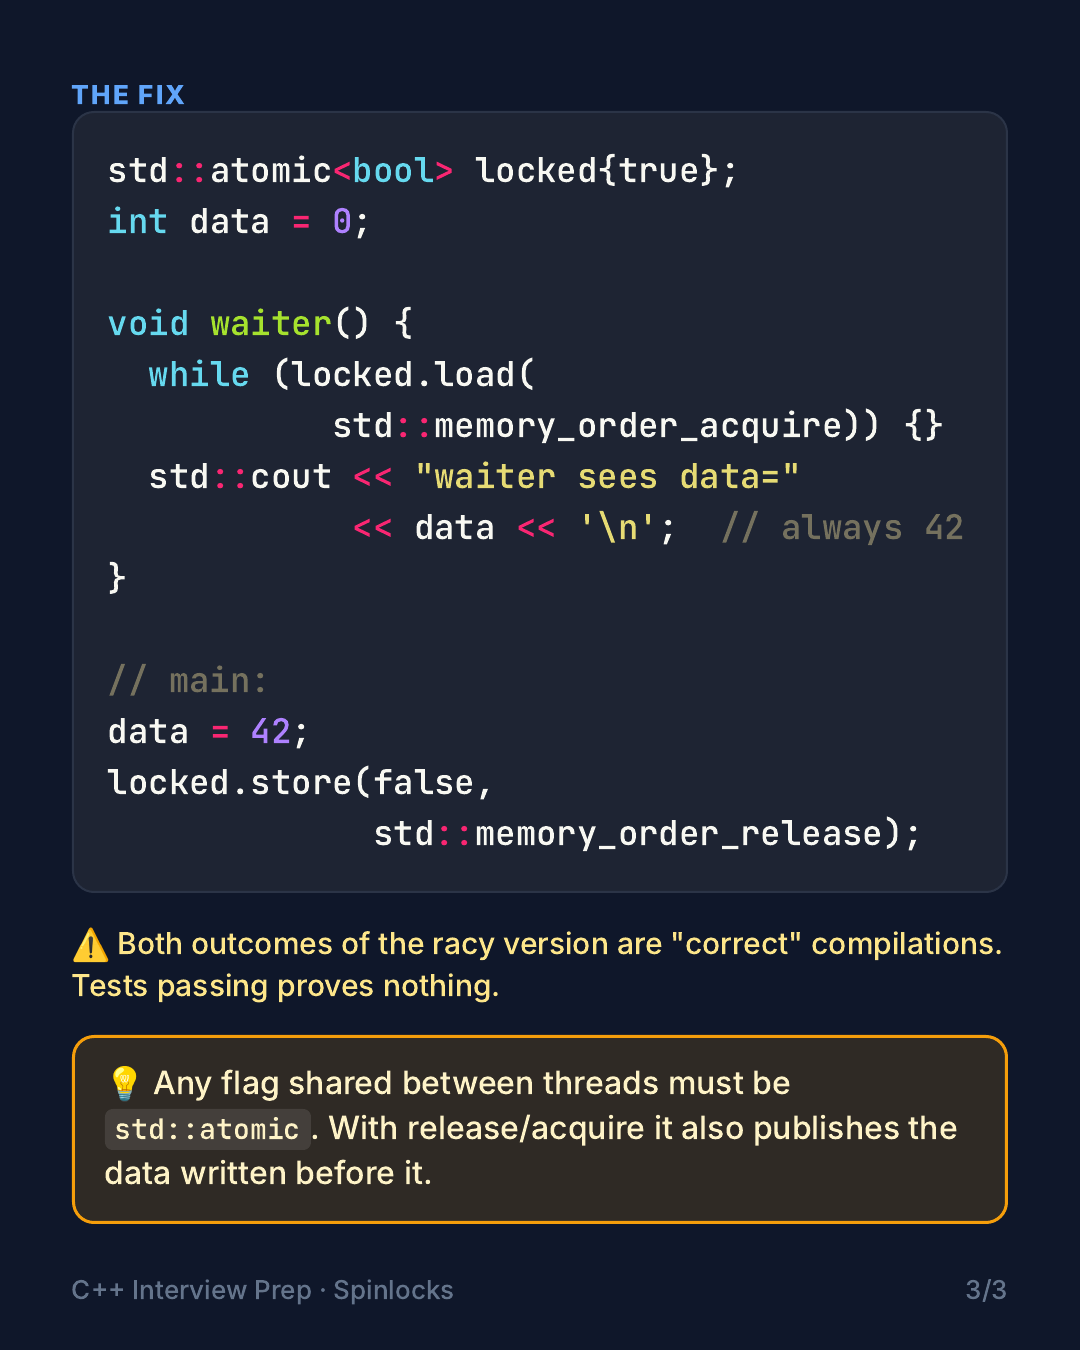 THE FIX
std::atomic<bool> locked{true};
int data = 0;
void waiter() {
  while (locked.load(
           std::memory_order_acquire)) {}
  std::cout << "waiter sees data="
            << data << '\n';  // always 42
}
// main:
data = 42;
locked.store(false,
             std::memory_order_release);
⚠️ Both outcomes of the racy version are "correct" compilations.
Tests passing proves nothing.
💡 Any flag shared between threads must be
std::atomic. With release/acquire it also publishes the
data written before it.
C++ Interview Prep · Spinlocks
3/3